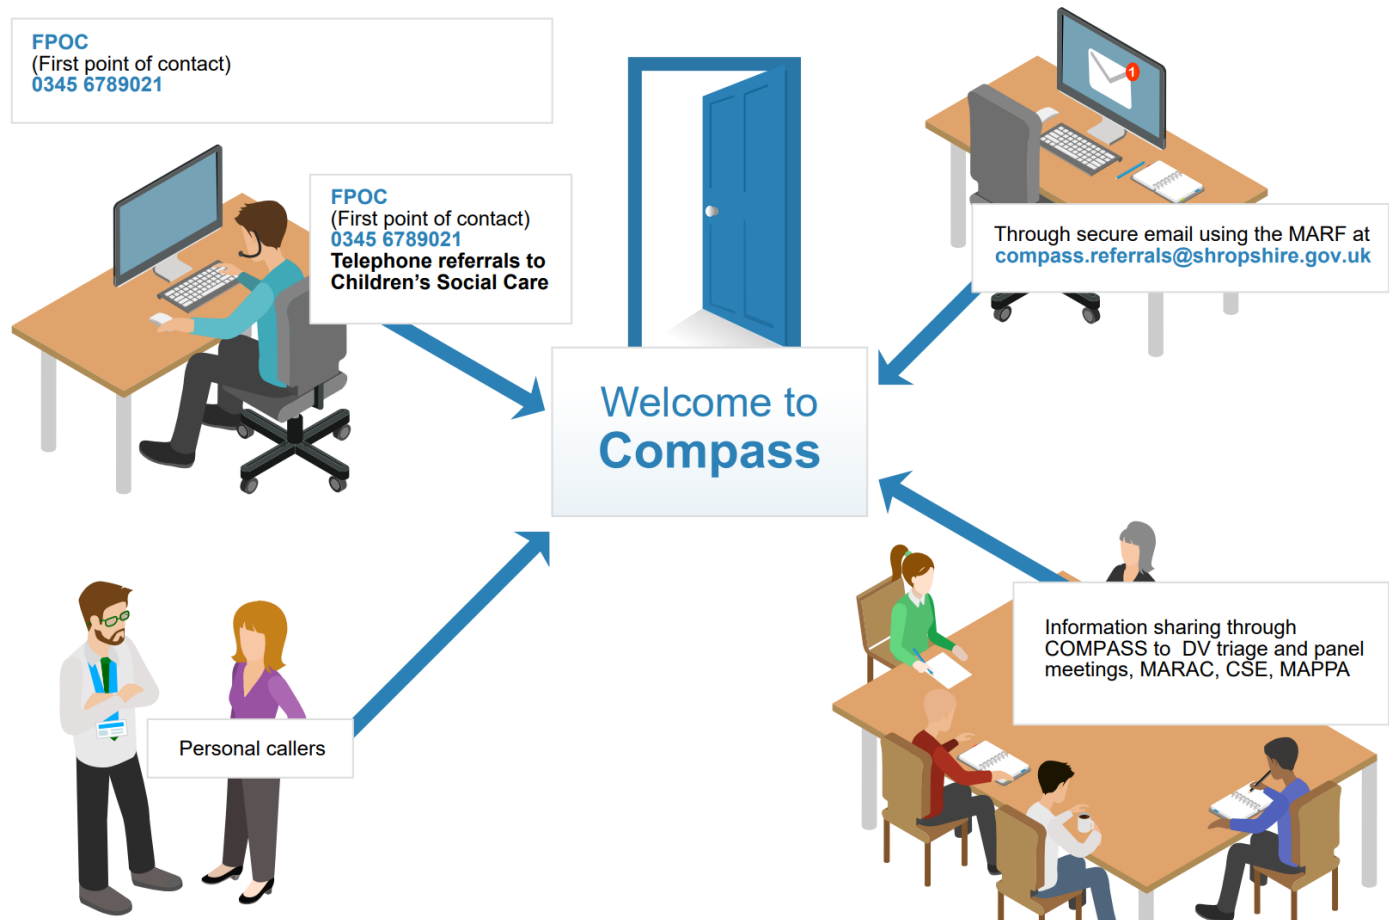 FPOC
(First point of contact)
0345 6789021
FPOC
(First point of contact)
0345 6789021
Telephone referrals to
Children’s Social Care
1
Through secure email using the MARF at
compass.referrals@shropshire.gov.uk
Welcome to
Compass
Personal callers
Information sharing through
COMPASS to  DV triage and panel
meetings, MARAC, CSE, MAPPA